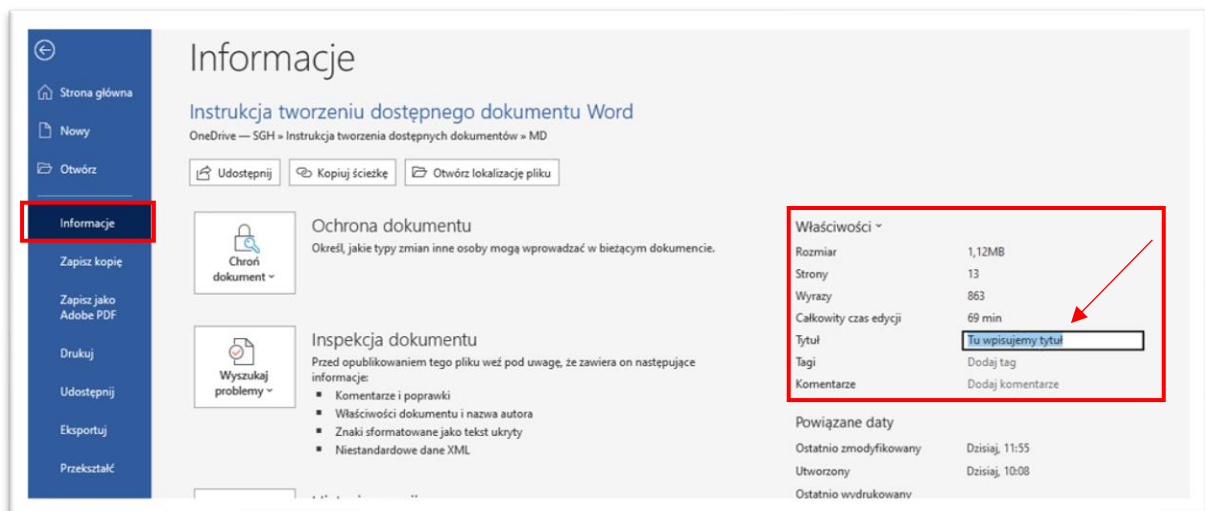 Informacje
Strona główna
Nowy
Otwórz
Informacje
Zapisz kopię
Zapisz jako
Adobe PDF
Drukuj
Udostępnij
Eksportuj
Przekształć
Instrukcja tworzeniu dostępnego dokumentu Word
OneDrive — SGH » Instrukcja tworzenia dostępnych dokumentów » MD
Udostępnij
Kopiuj ścieżkę
Otwórz lokalizację pliku
Chroń
dokument
Ochrona dokumentu
Określ, jakie typy zmian inne osoby mogą wprowadzać w bieżącym dokumencie.
Wyszukaj
problemy
Inspekcja dokumentu
Przed opublikowaniem tego pliku weź pod uwagę, że zawiera on następujące
informacje:
Komentarze i poprawki
Właściwości dokumentu i nazwa autora
Znaki sformatowane jako tekst ukryty
Niestandardowe dane XML
Właściwości
Rozmiar 1,12MB
Strony 13
Wyrazy 863
Całkowity czas edycji 69 min
Tytuł Tu wpisujemy tytuł
Tagi Dodaj tag
Komentarze Dodaj komentarze
Powiązane daty
Ostatnio zmodyfikowany Dzisiaj, 11:55
Utworzony Dzisiaj, 10:08
Ostatnio wydrukowany